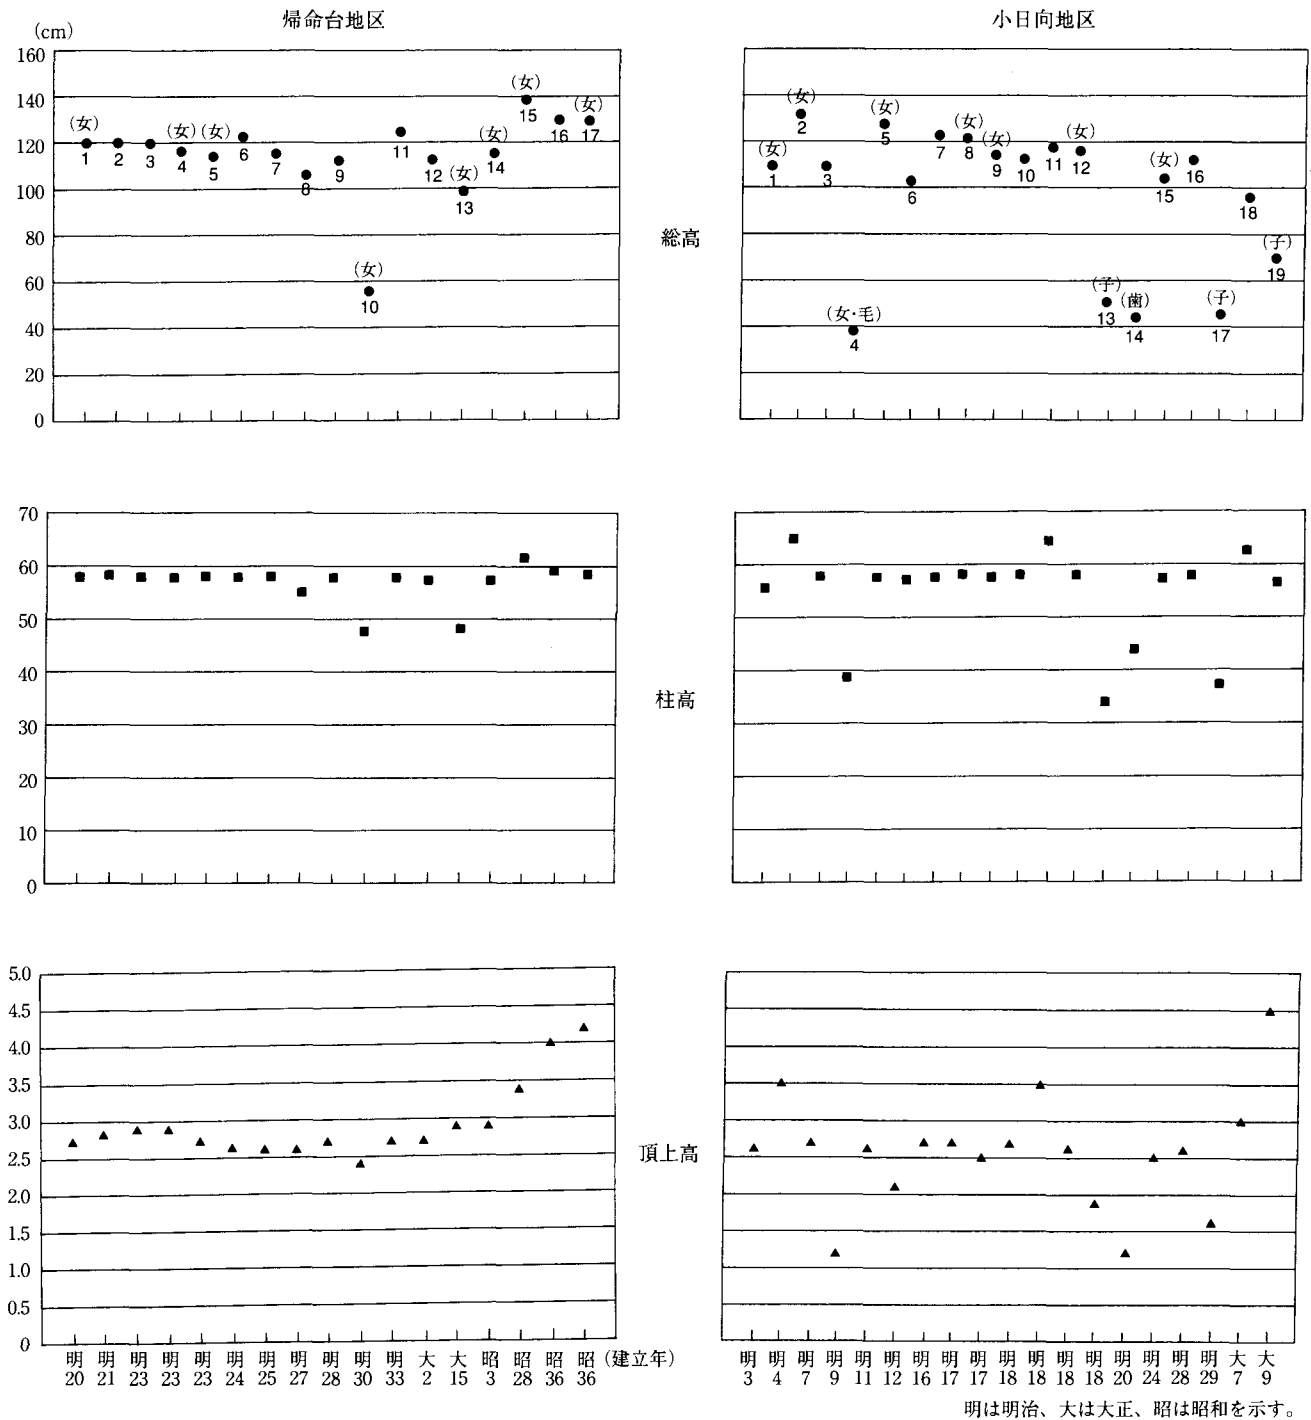 帰命台地区
小日向地区
(cm)
160
140
120
100
80
60
40
20
0
(女)
1
2
3
(女)
4
(女)
5
6
7
8
9
(女)
10
11
12
(女)
13
(女)
14
(女)
15
16
(女)
17
総高
(女)
1
(女)
2
3
(女・毛)
4
(女)
5
6
7
(女)
8
(女)
9
10
11
(女)
12
(子)
13
(歯)
14
(女)
15
16
(子)
17
18
(子)
19
70
60
50
40
30
20
10
0
柱高
5.0
4.5
4.0
3.5
3.0
2.5
2.0
1.5
1.0
0.5
0
頂上高
明 明 明 明 明 明 明 明 明 明 明 大 大 昭 昭 昭 昭 (建立年)
20 21 23 23 23 24 25 27 28 30 33 2 15 3 28 36 36
明 明 明 明 明 明 明 明 明 明 明 明 明 明 明 明 明 大 大
3 4 7 9 11 12 16 17 17 18 18 18 18 20 24 28 29 7 9
明は明治、大は大正、昭は昭和を示す。